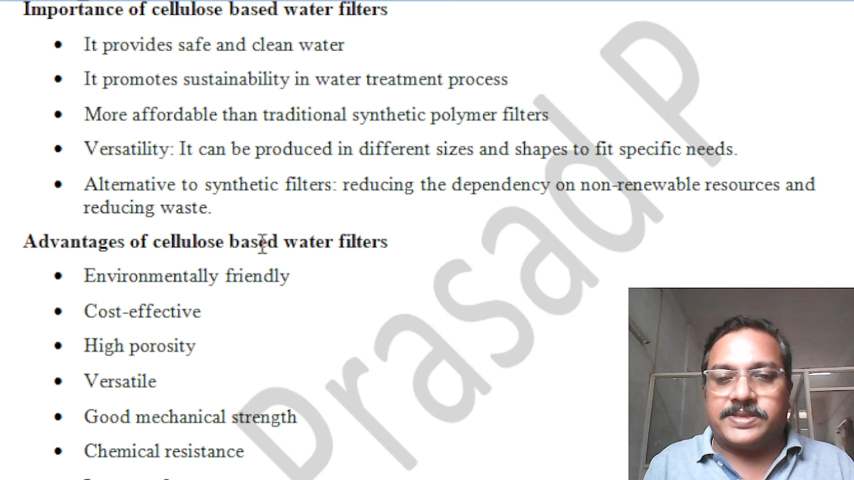 Importance of cellulose based water filters
It provides safe and clean water
It promotes sustainability in water treatment process
More affordable than traditional synthetic polymer filters
Versatility: It can be produced in different sizes and shapes to fit specific needs.
Alternative to synthetic filters: reducing the dependency on non-renewable resources and
reducing waste.
Advantages of cellulose based water filters
Environmentally friendly
Cost-effective
High porosity
Versatile
Good mechanical strength
Chemical resistance
Prasad P